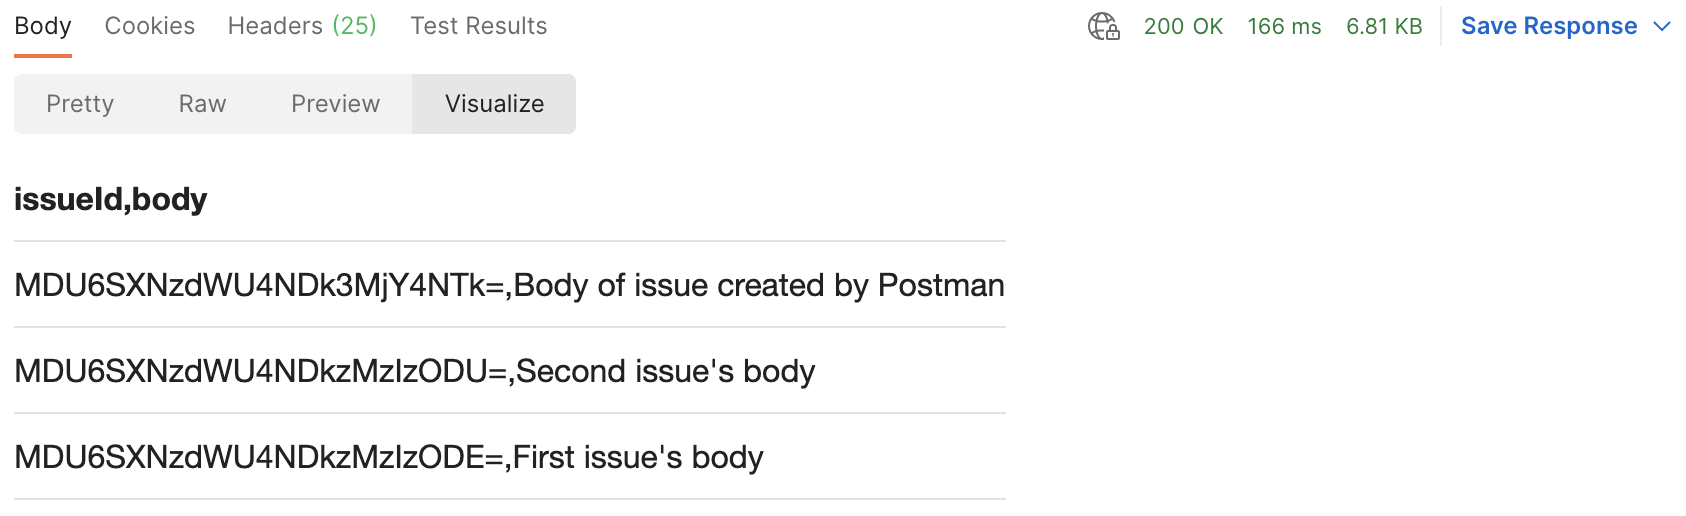 Body Cookies Headers (25) Test Results 200 OK 166 ms 6.81 KB Save Response
Pretty Raw Preview Visualize
issueId,body
MDU6SXNzdWU4NDk3MjY4NTk=,Body of issue created by Postman
MDU6SXNzdWU4NDkzMzIzODU=,Second issue's body
MDU6SXNzdWU4NDkzMzIzODE=,First issue's body